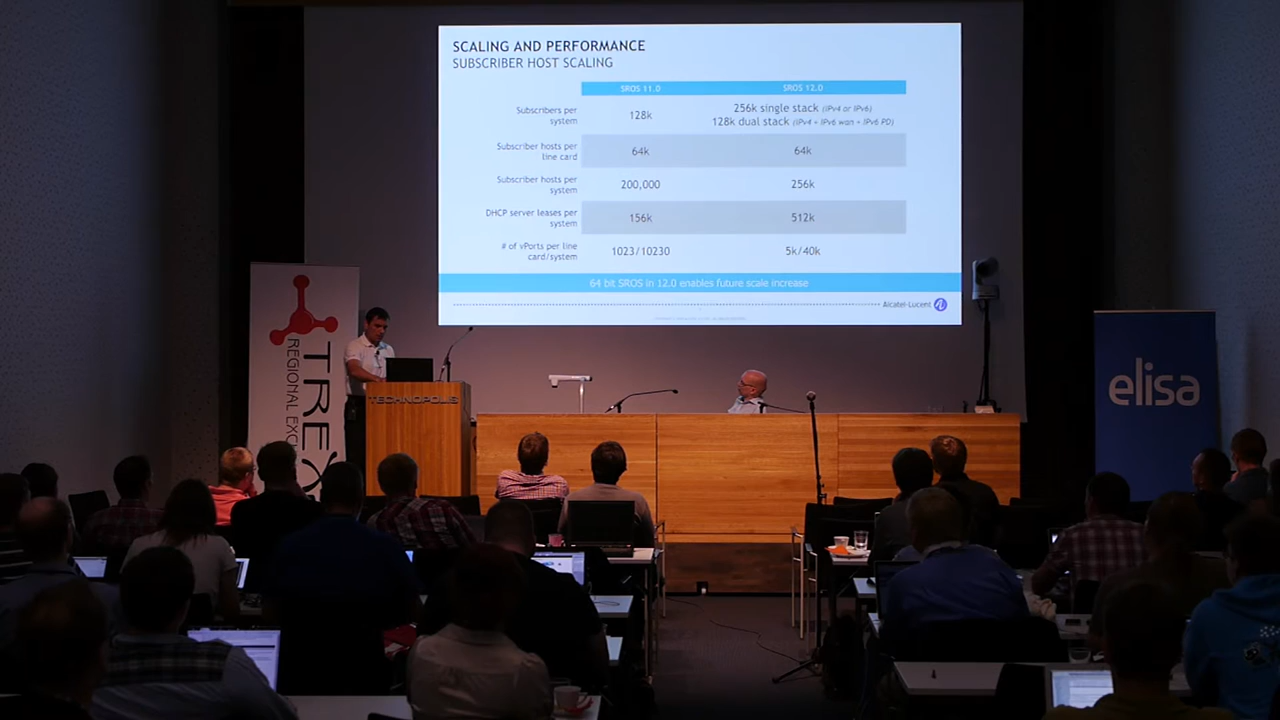 SCALING AND PERFORMANCE
SUBSCRIBER HOST SCALING
SROS 11.0 SROS 12.0
Subscribers per system 128k 256k single stack (IPv4 or IPv6)
128k dual stack (IPv4 + IPv6 wan + IPv6 PD)
Subscriber hosts per line card 64k 64k
Subscriber hosts per system 200,000 256k
DHCP server leases per system 156k 512k
# of vPorts per line card/system 1023/10230 5k/40k
64 bit SROS in 12.0 enables future scale increase
Alcatel-Lucent
TREX
REGIONAL EXC
TECHNOPOLIS
elisa